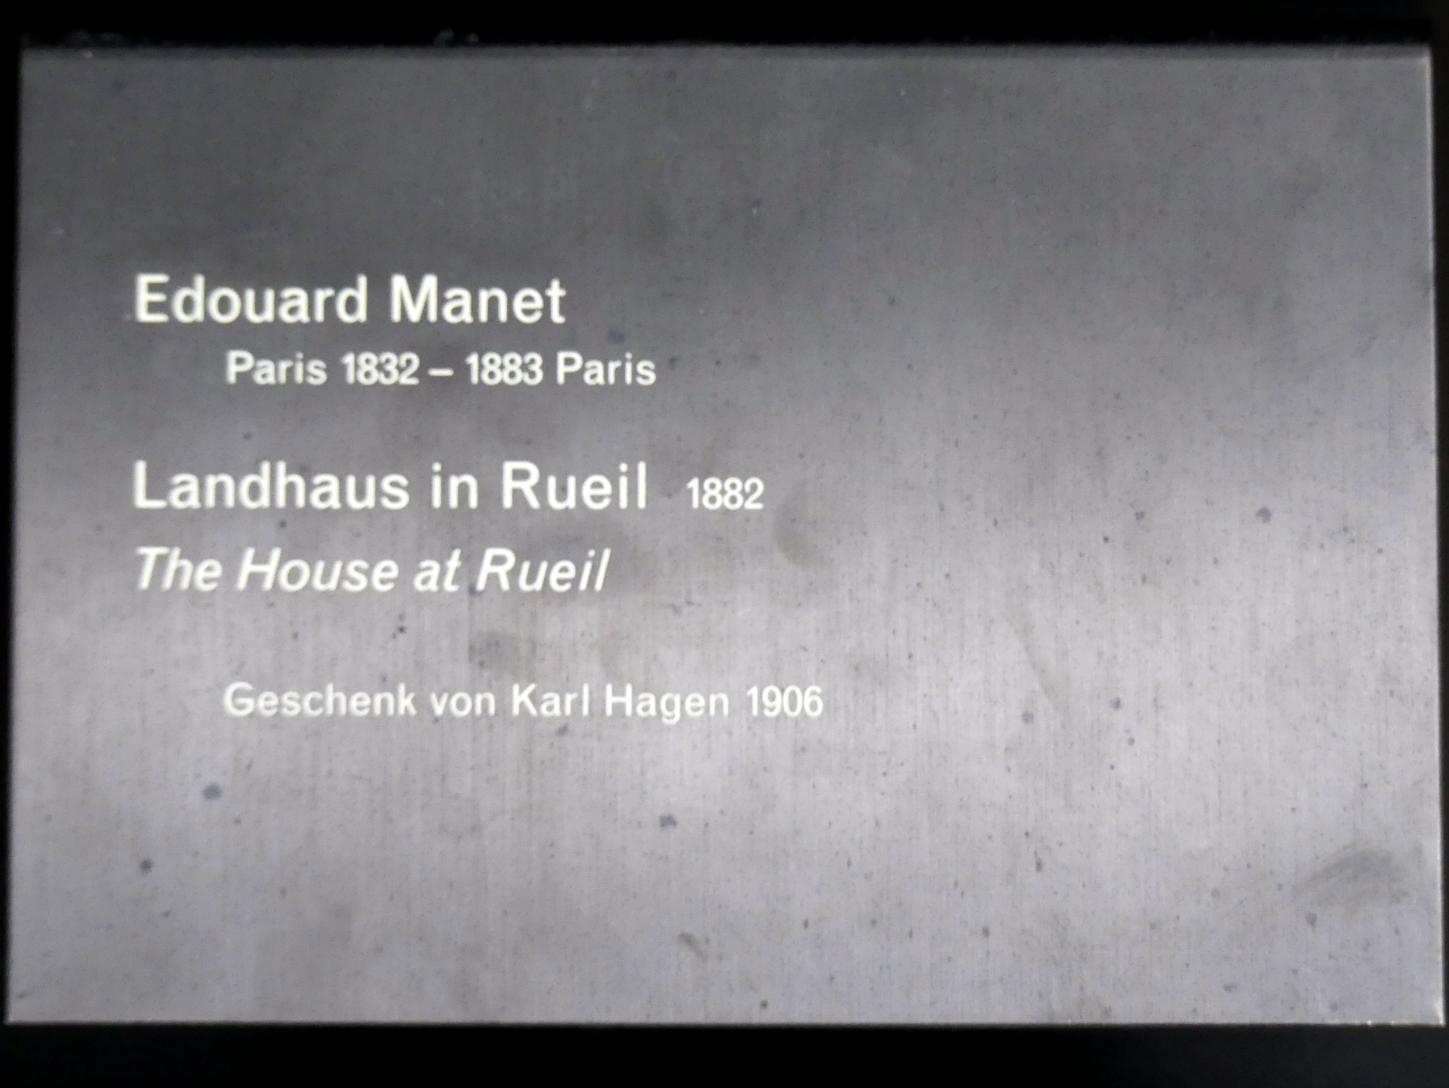 Edouard Manet
Paris 1832 – 1883 Paris
Landhaus in Rueil 1882
The House at Rueil
Geschenk von Karl Hagen 1906